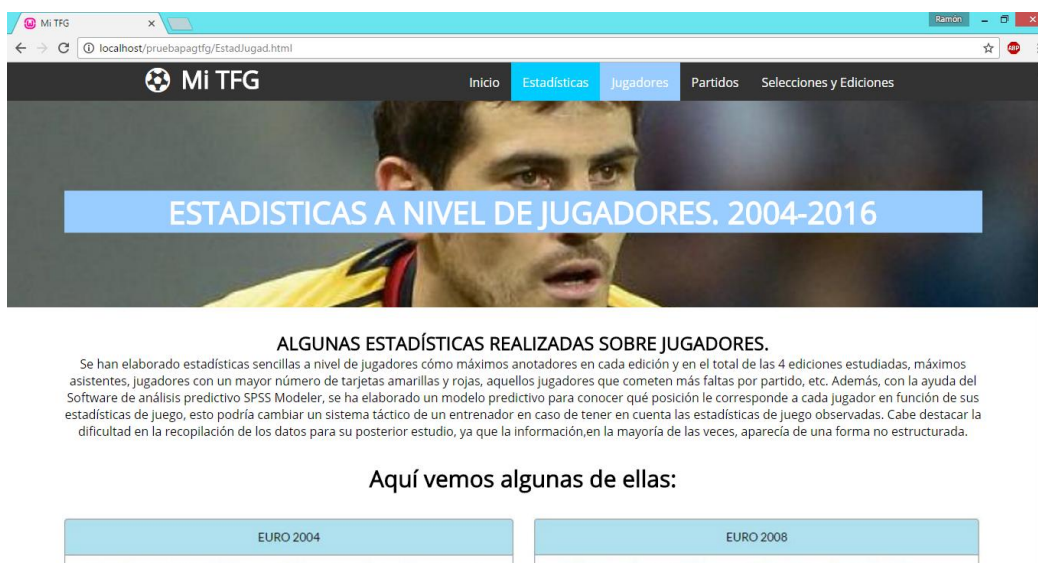 Mi TFG
Ramón
localhost/pruebapagtfg/EstadJugad.html
ABP
Mi TFG
Inicio
Estadísticas
Jugadores
Partidos
Selecciones y Ediciones
ESTADISTICAS A NIVEL DE JUGADORES. 2004-2016
ALGUNAS ESTADÍSTICAS REALIZADAS SOBRE JUGADORES.
Se han elaborado estadísticas sencillas a nivel de jugadores cómo máximos anotadores en cada edición y en el total de las 4 ediciones estudiadas, máximos
asistentes, jugadores con un mayor número de tarjetas amarillas y rojas, aquellos jugadores que cometen más faltas por partido, etc. Además, con la ayuda del
Software de análisis predictivo SPSS Modeler, se ha elaborado un modelo predictivo para conocer qué posición le corresponde a cada jugador en función de sus
estadísticas de juego, esto podría cambiar un sistema táctico de un entrenador en caso de tener en cuenta las estadísticas de juego observadas. Cabe destacar la
dificultad en la recopilación de los datos para su posterior estudio, ya que la información,en la mayoría de las veces, aparecía de una forma no estructurada.
Aquí vemos algunas de ellas:
EURO 2004
EURO 2008